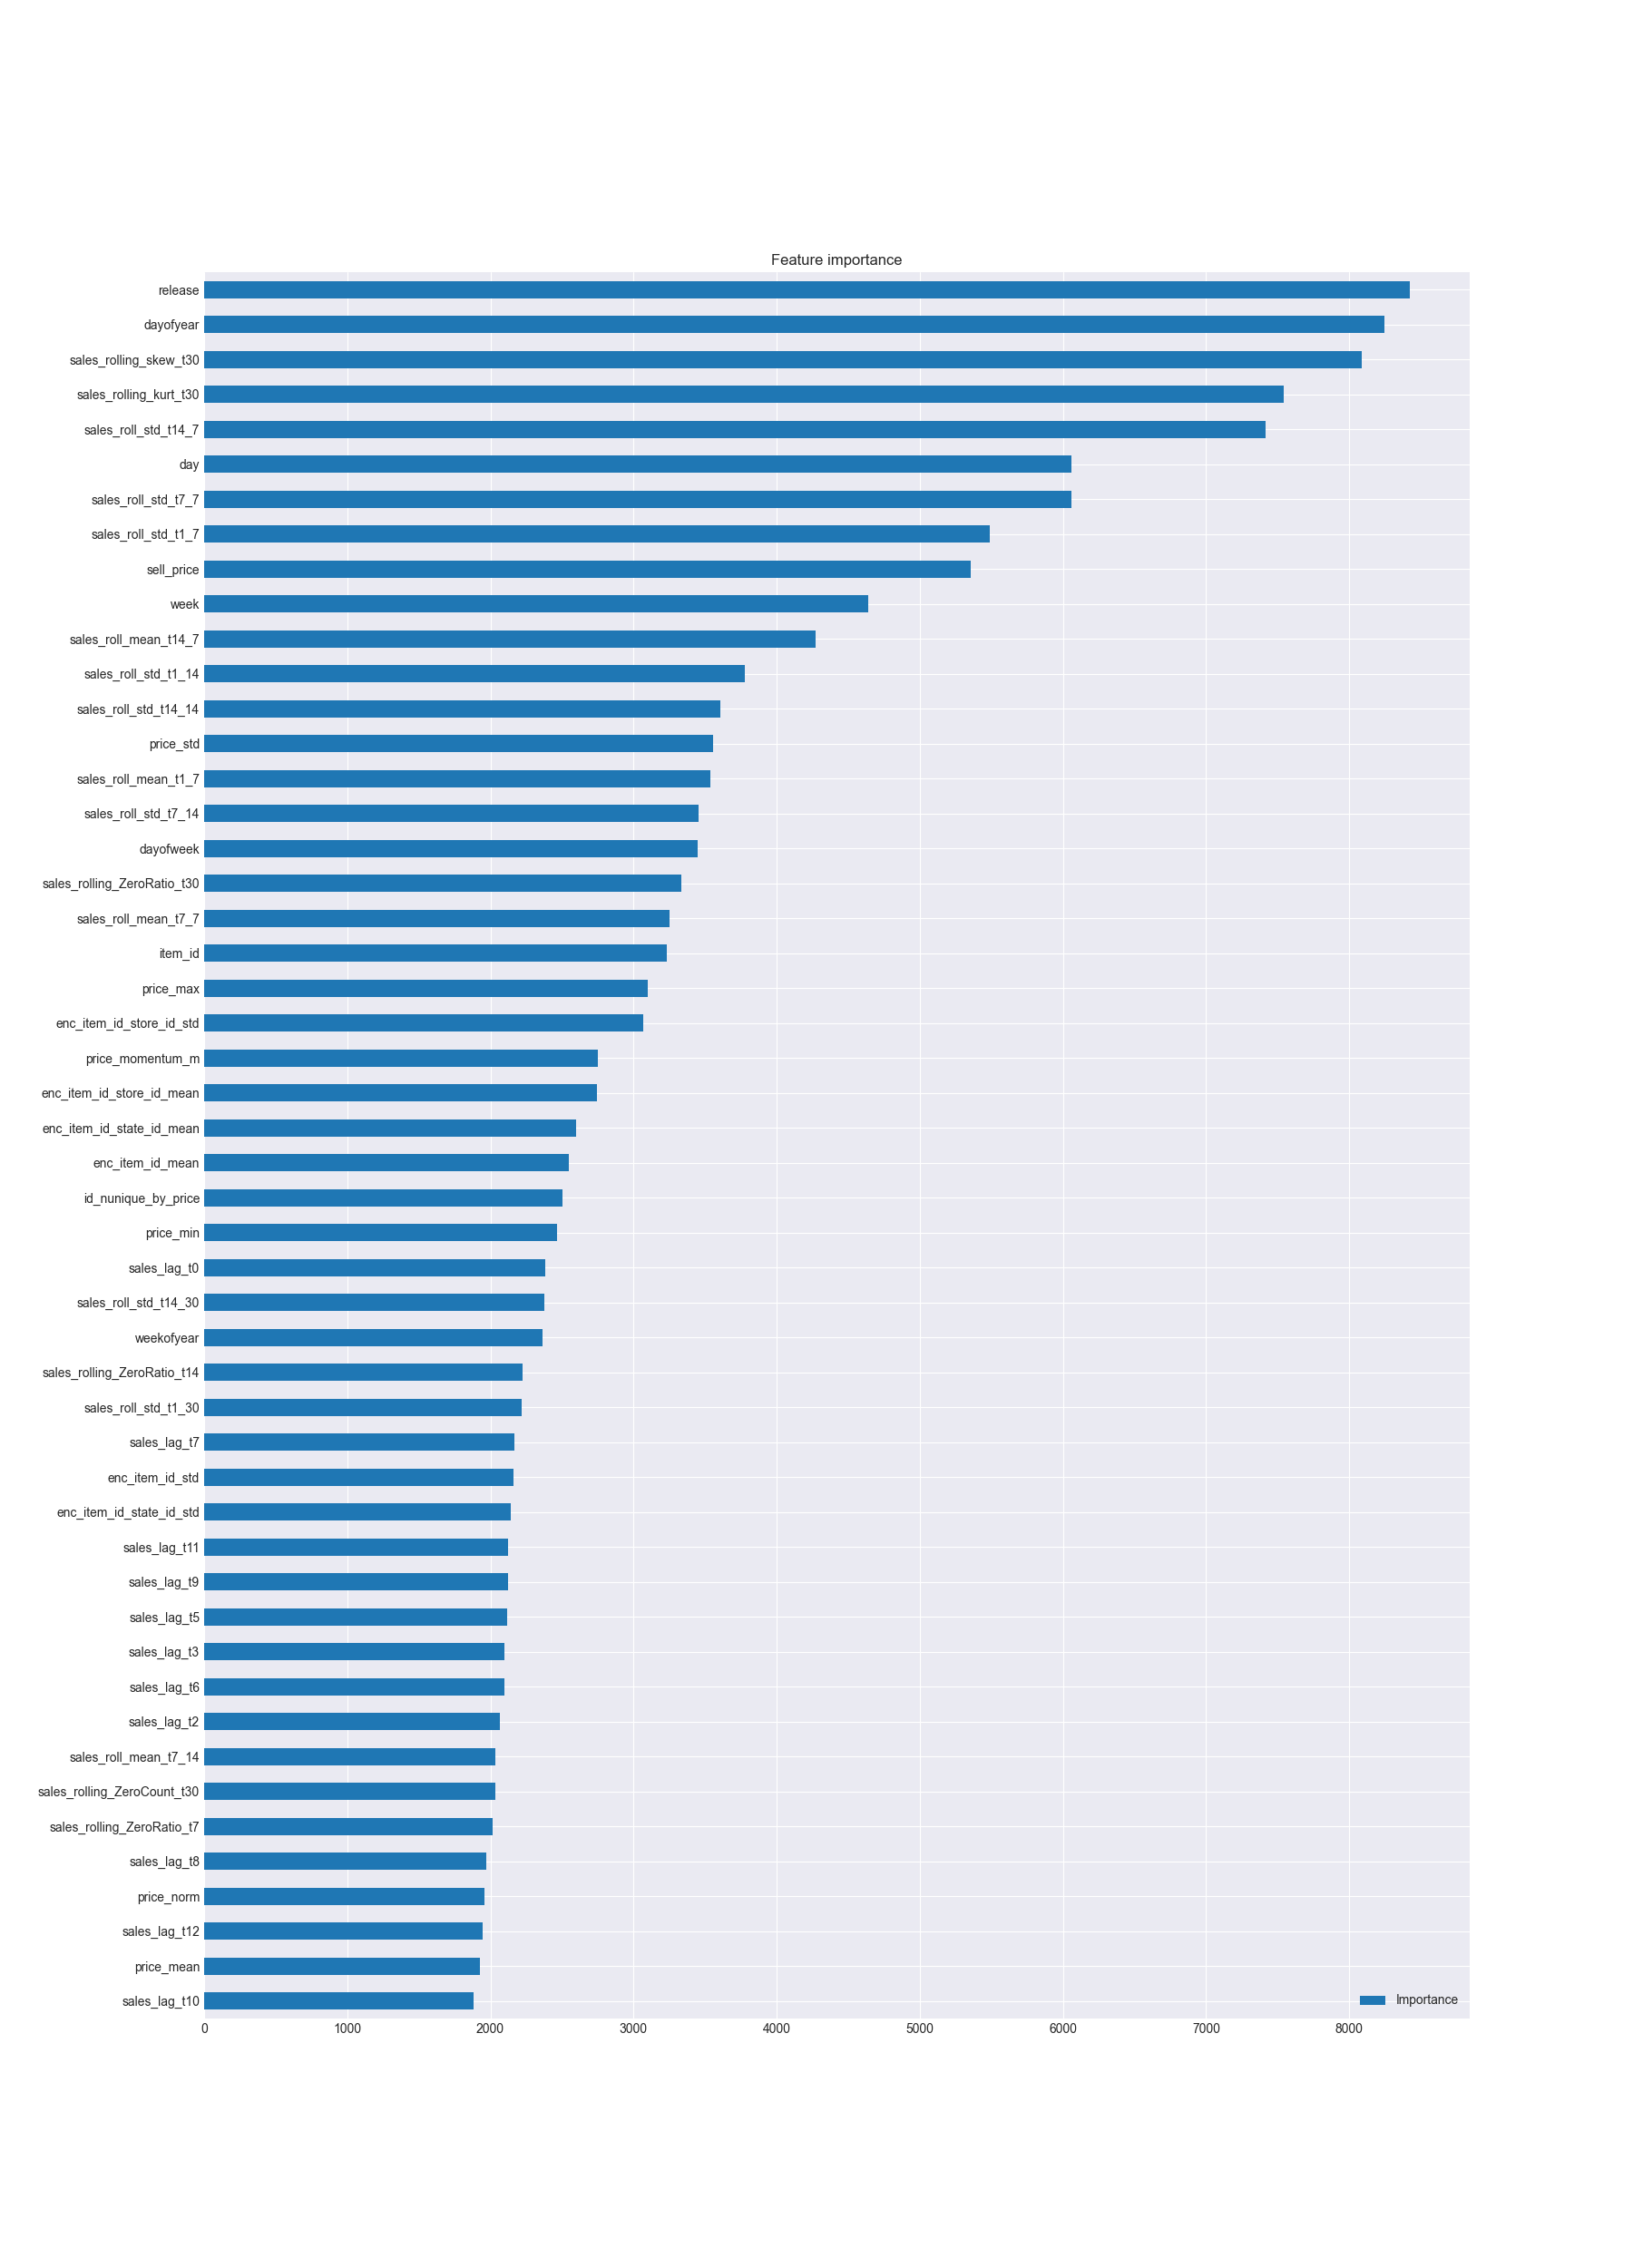 Feature importance
release
dayofyear
sales_rolling_skew_t30
sales_rolling_kurt_t30
sales_roll_std_t14_7
day
sales_roll_std_t7_7
sales_roll_std_t1_7
sell_price
week
sales_roll_mean_t14_7
sales_roll_std_t1_14
sales_roll_std_t14_14
price_std
sales_roll_mean_t1_7
sales_roll_std_t7_14
dayofweek
sales_rolling_ZeroRatio_t30
sales_roll_mean_t7_7
item_id
price_max
enc_item_id_store_id_std
price_momentum_m
enc_item_id_store_id_mean
enc_item_id_state_id_mean
enc_item_id_mean
id_nunique_by_price
price_min
sales_lag_t0
sales_roll_std_t14_30
weekofyear
sales_rolling_ZeroRatio_t14
sales_roll_std_t1_30
sales_lag_t7
enc_item_id_std
enc_item_id_state_id_std
sales_lag_t11
sales_lag_t9
sales_lag_t5
sales_lag_t3
sales_lag_t6
sales_lag_t2
sales_roll_mean_t7_14
sales_rolling_ZeroCount_t30
sales_rolling_ZeroRatio_t7
sales_lag_t8
price_norm
sales_lag_t12
price_mean
sales_lag_t10
Importance
0 1000 2000 3000 4000 5000 6000 7000 8000